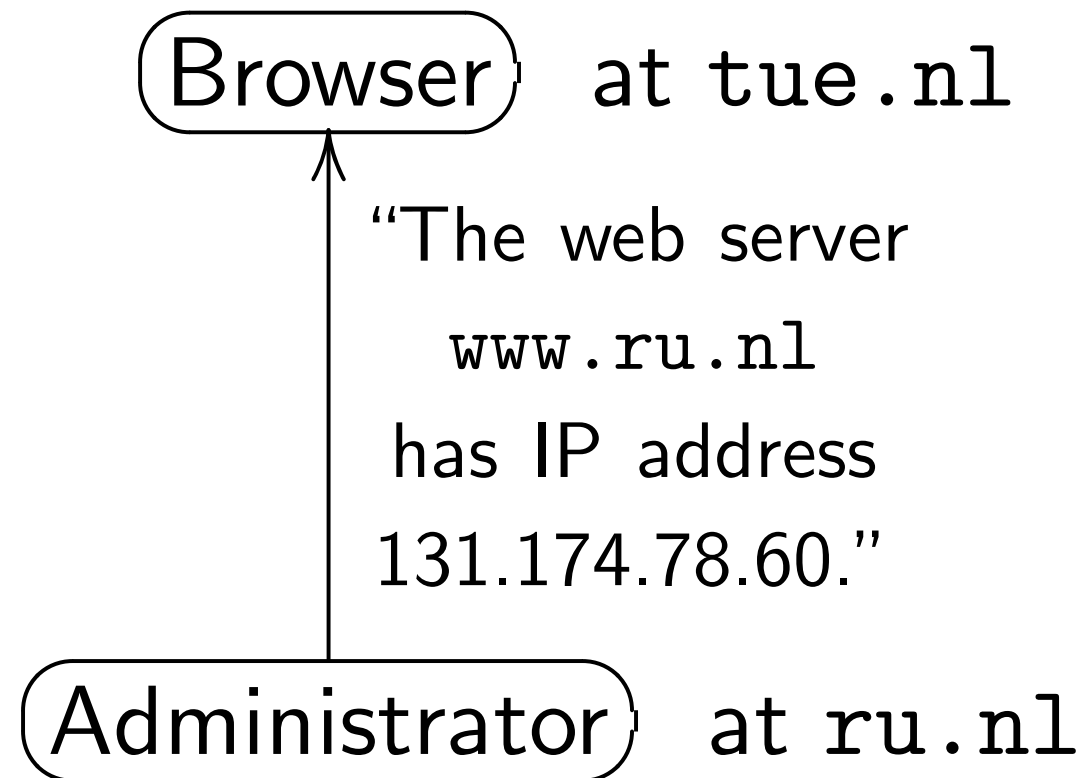 Browser at tue.nl
“The web server
www.ru.nl
has IP address
131.174.78.60.”
Administrator at ru.nl